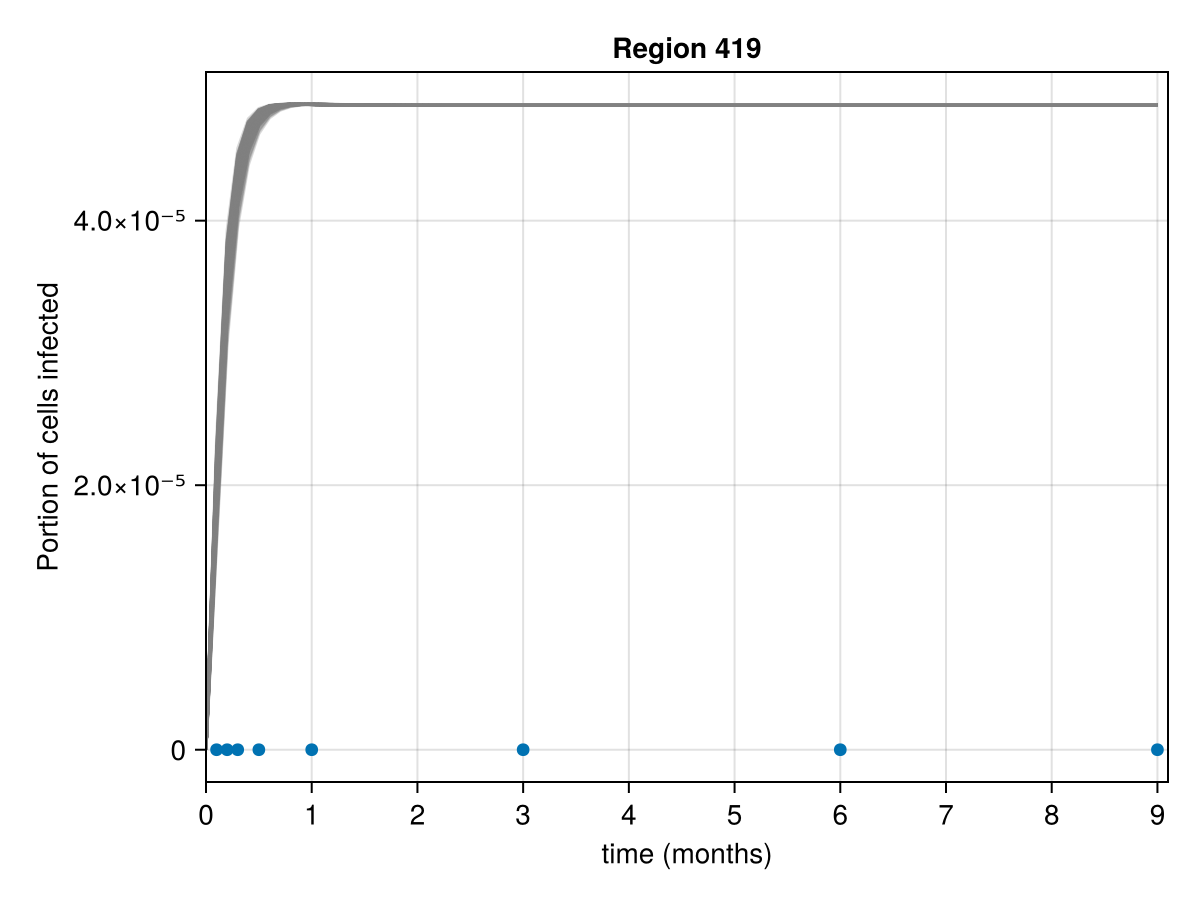 Region 419
Portion of cells infected
4.0×10⁻⁵
2.0×10⁻⁵
0
0 1 2 3 4 5 6 7 8 9
time (months)